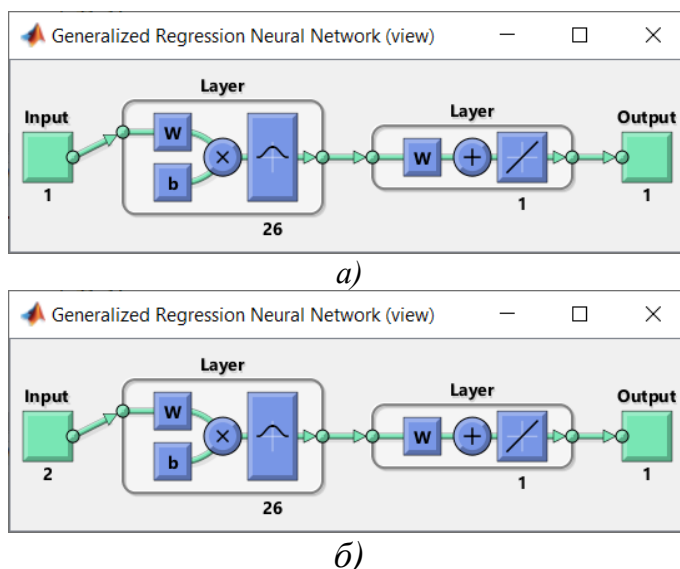 Generalized Regression Neural Network (view)
Layer
Layer
Input
Output
W
b
W
1
26
1
1
а)
Generalized Regression Neural Network (view)
Layer
Layer
Input
Output
W
b
W
2
26
1
1
б)